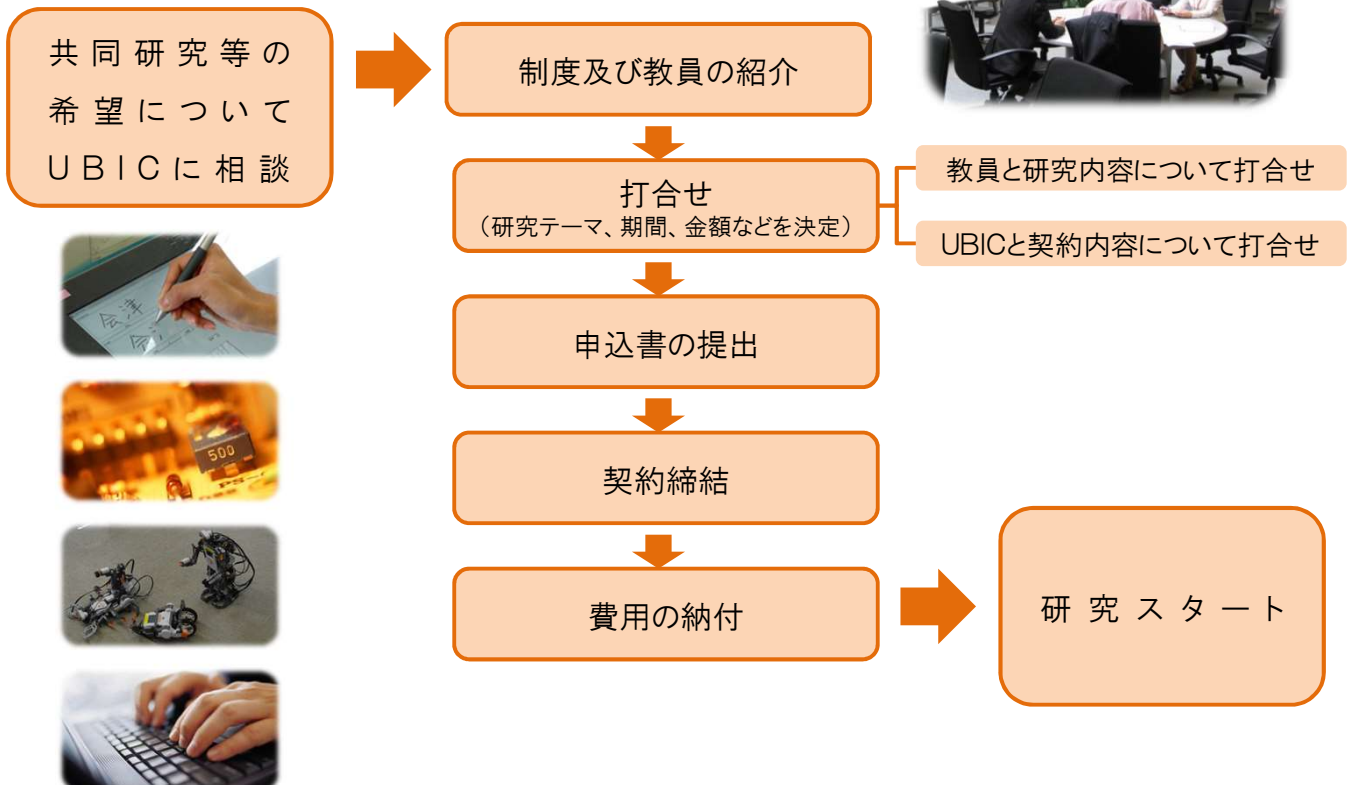 共同研究等の
希望について
UBICに相談
制度及び教員の紹介
打合せ
（研究テーマ、期間、金額などを決定）
教員と研究内容について打合せ
UBICと契約内容について打合せ
申込書の提出
契約締結
費用の納付
研究スタート
会津
会
500
PS-